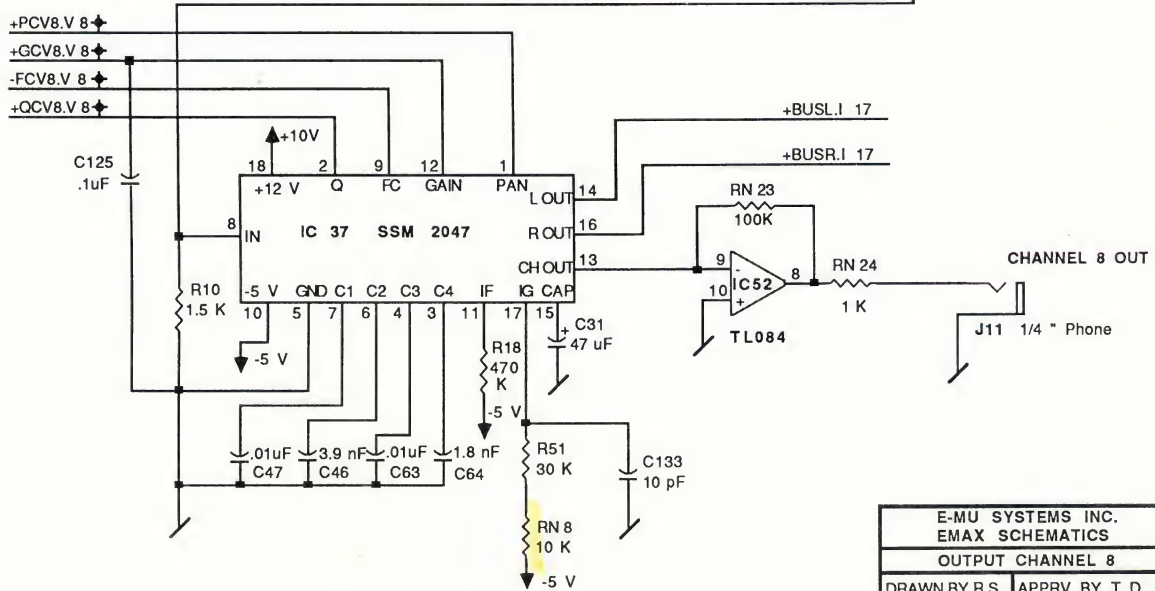 +PCV8.V 8
+GCV8.V 8
-FCV8.V 8
+QCV8.V 8
+10V
C125
.1uF
18 2 9 12 1
+12 V Q FC GAIN PAN
8 IN
IC 37 SSM 2047
L OUT 14
R OUT 16
CH OUT 13
-5 V GND C1 C2 C3 C4 IF IG CAP
10 5 7 6 4 3 11 17 15
+BUSL.I 17
+BUSR.I 17
RN 23
100K
9 -
10 +
IC52
8
TL084
RN 24
1 K
CHANNEL 8 OUT
J11 1/4 " Phone
R10
1.5 K
-5 V
R18
470
K
-5 V
+
C31
47 uF
.01uF
C47
3.9 nF
C46
.01uF
C63
1.8 nF
C64
R51
30 K
C133
10 pF
RN 8
10 K
-5 V
E-MU SYSTEMS INC.
EMAX SCHEMATICS
OUTPUT CHANNEL 8
DRAWN BY R.S. APPRV. BY T. D.